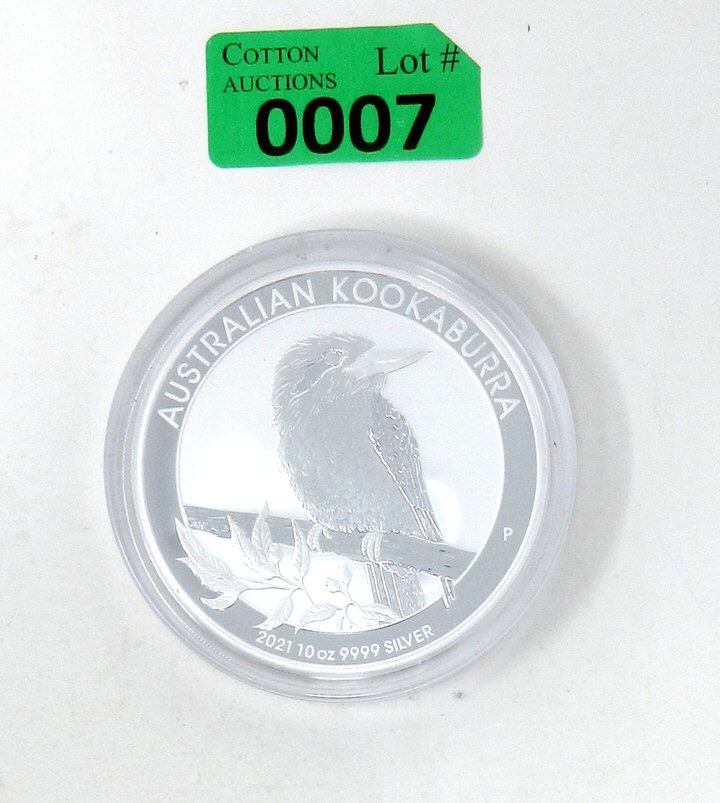 COTTON
AUCTIONS
Lot #
0007
AUSTRALIAN KOOKABURRA
P
2021 10 oz 9999 SILVER